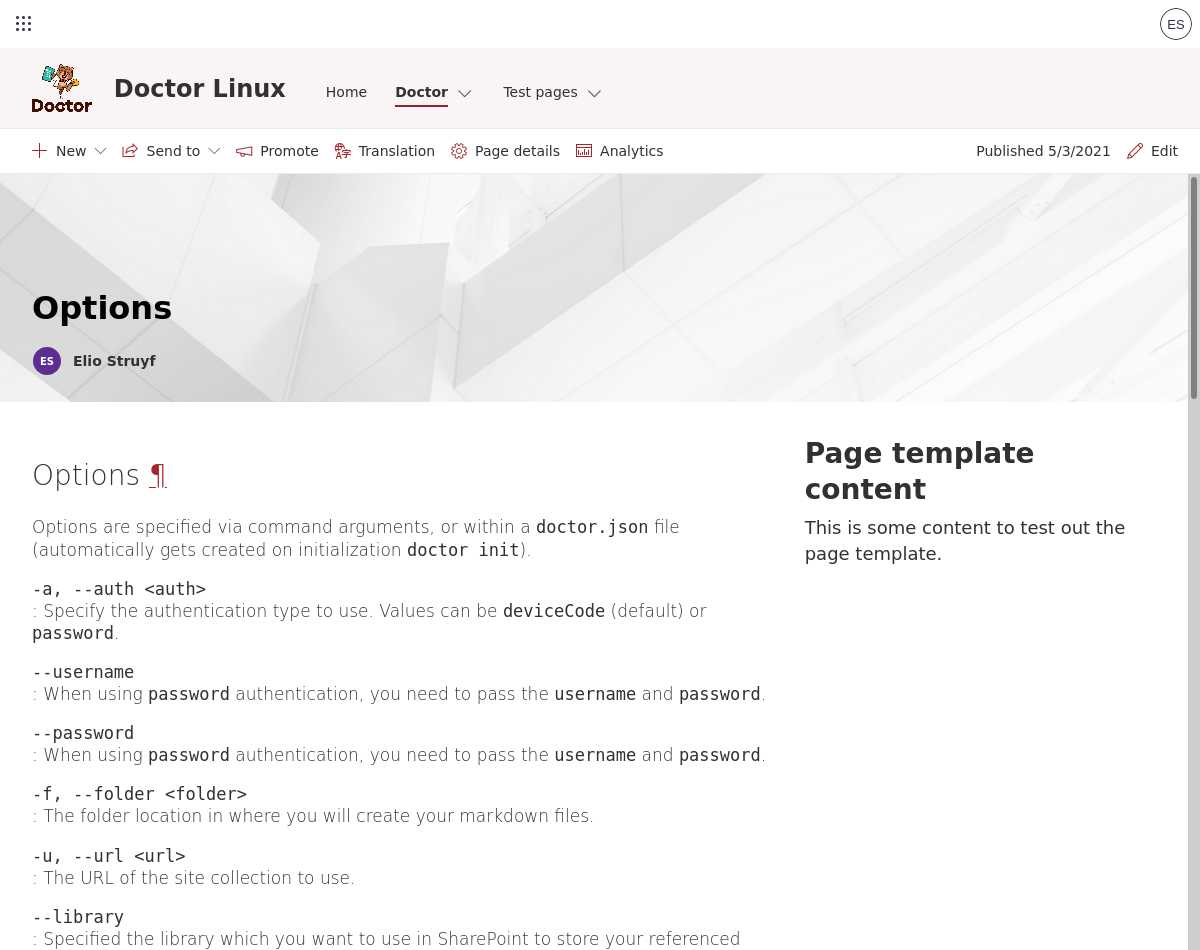 ES
Doctor
Doctor Linux
Home Doctor Test pages
New Send to Promote Translation Page details Analytics Published 5/3/2021 Edit
Options
ES Elio Struyf
Options ¶
Options are specified via command arguments, or within a doctor.json file
(automatically gets created on initialization doctor init).
-a, --auth <auth>
: Specify the authentication type to use. Values can be deviceCode (default) or
password.
--username
: When using password authentication, you need to pass the username and password.
--password
: When using password authentication, you need to pass the username and password.
-f, --folder <folder>
: The folder location in where you will create your markdown files.
-u, --url <url>
: The URL of the site collection to use.
--library
: Specified the library which you want to use in SharePoint to store your referenced
Page template
content
This is some content to test out the
page template.